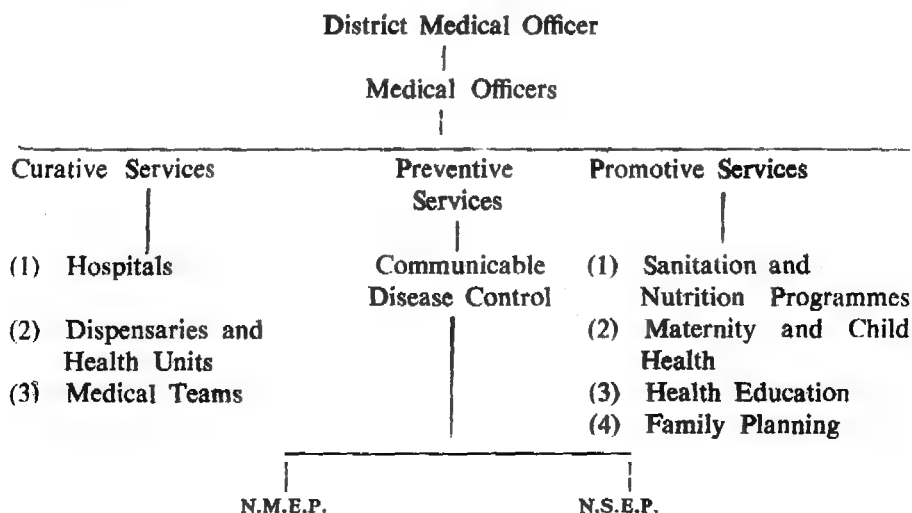 District Medical Officer
Medical Officers
Curative Services
(1) Hospitals
(2) Dispensaries and
Health Units
(3) Medical Teams
Preventive
Services
Communicable
Disease Control
N.M.E.P.
N.S.E.P.
Promotive Services
(1) Sanitation and
Nutrition Programmes
(2) Maternity and Child
Health
(3) Health Education
(4) Family Planning